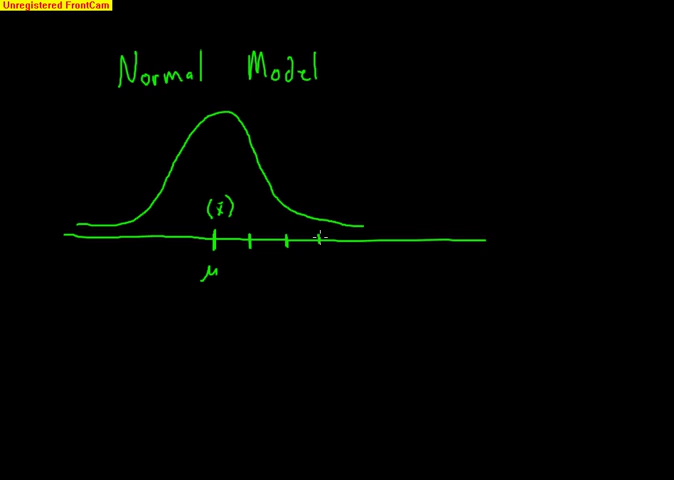 Unregistered FrontCam
Normal Model
(x̄)
μ